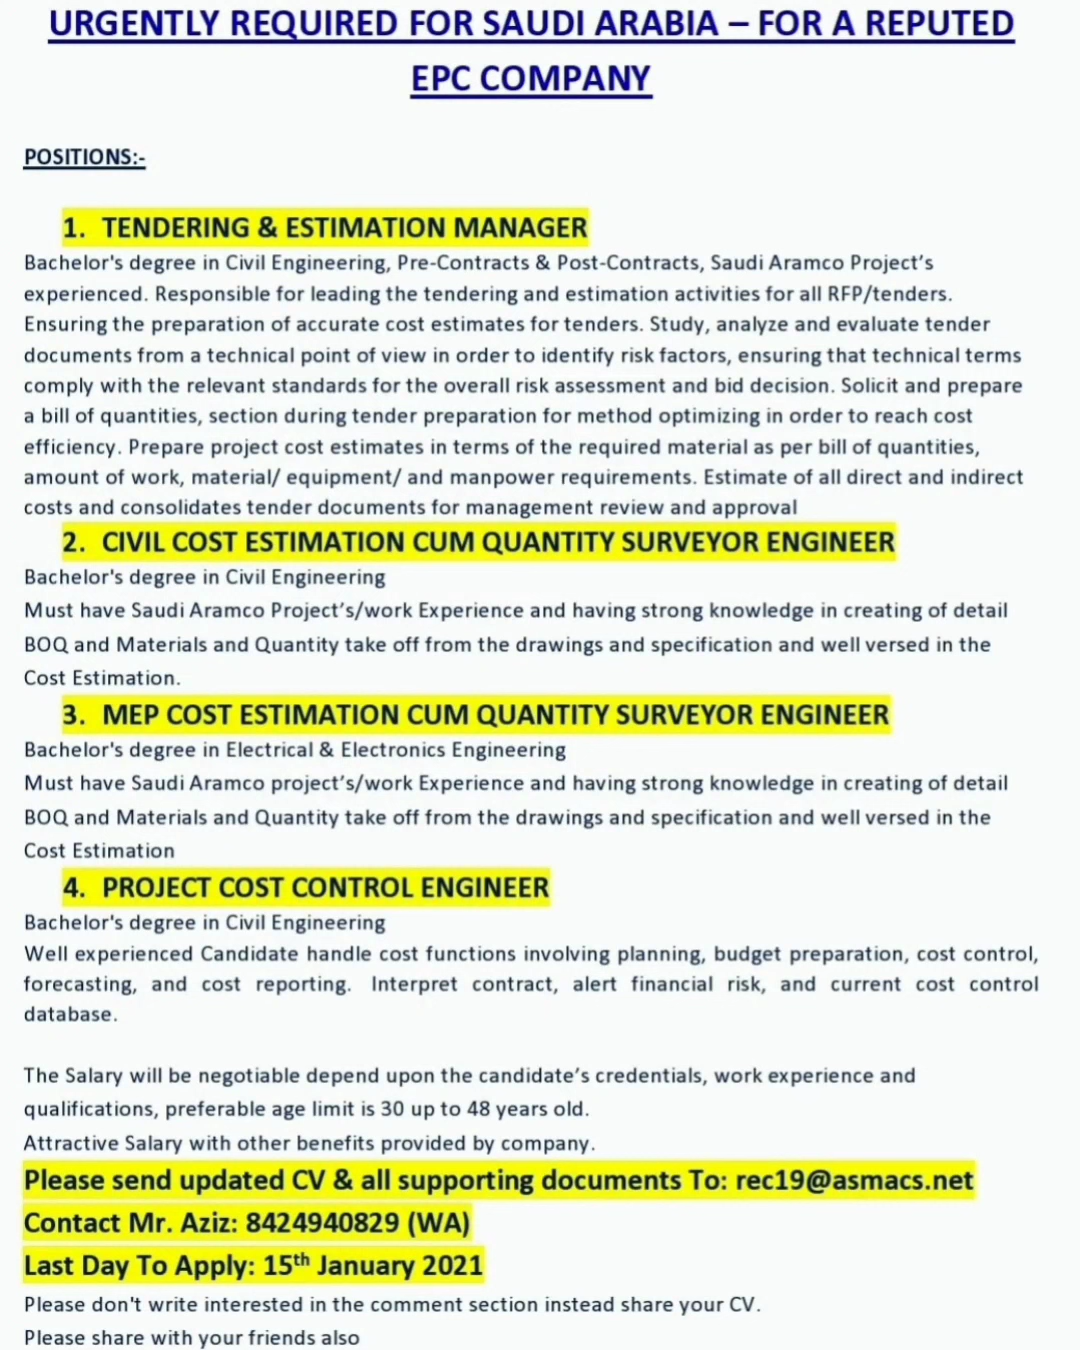 URGENTLY REQUIRED FOR SAUDI ARABIA – FOR A REPUTED
EPC COMPANY
POSITIONS:-
1. TENDERING & ESTIMATION MANAGER
Bachelor's degree in Civil Engineering, Pre-Contracts & Post-Contracts, Saudi Aramco Project’s
experienced. Responsible for leading the tendering and estimation activities for all RFP/tenders.
Ensuring the preparation of accurate cost estimates for tenders. Study, analyze and evaluate tender
documents from a technical point of view in order to identify risk factors, ensuring that technical terms
comply with the relevant standards for the overall risk assessment and bid decision. Solicit and prepare
a bill of quantities, section during tender preparation for method optimizing in order to reach cost
efficiency. Prepare project cost estimates in terms of the required material as per bill of quantities,
amount of work, material/ equipment/ and manpower requirements. Estimate of all direct and indirect
costs and consolidates tender documents for management review and approval
2. CIVIL COST ESTIMATION CUM QUANTITY SURVEYOR ENGINEER
Bachelor's degree in Civil Engineering
Must have Saudi Aramco Project’s/work Experience and having strong knowledge in creating of detail
BOQ and Materials and Quantity take off from the drawings and specification and well versed in the
Cost Estimation.
3. MEP COST ESTIMATION CUM QUANTITY SURVEYOR ENGINEER
Bachelor's degree in Electrical & Electronics Engineering
Must have Saudi Aramco project’s/work Experience and having strong knowledge in creating of detail
BOQ and Materials and Quantity take off from the drawings and specification and well versed in the
Cost Estimation
4. PROJECT COST CONTROL ENGINEER
Bachelor's degree in Civil Engineering
Well experienced Candidate handle cost functions involving planning, budget preparation, cost control,
forecasting, and cost reporting. Interpret contract, alert financial risk, and current cost control
database.
The Salary will be negotiable depend upon the candidate’s credentials, work experience and
qualifications, preferable age limit is 30 up to 48 years old.
Attractive Salary with other benefits provided by company.
Please send updated CV & all supporting documents To: rec19@asmacs.net
Contact Mr. Aziz: 8424940829 (WA)
Last Day To Apply: 15th January 2021
Please don't write interested in the comment section instead share your CV.
Please share with your friends also